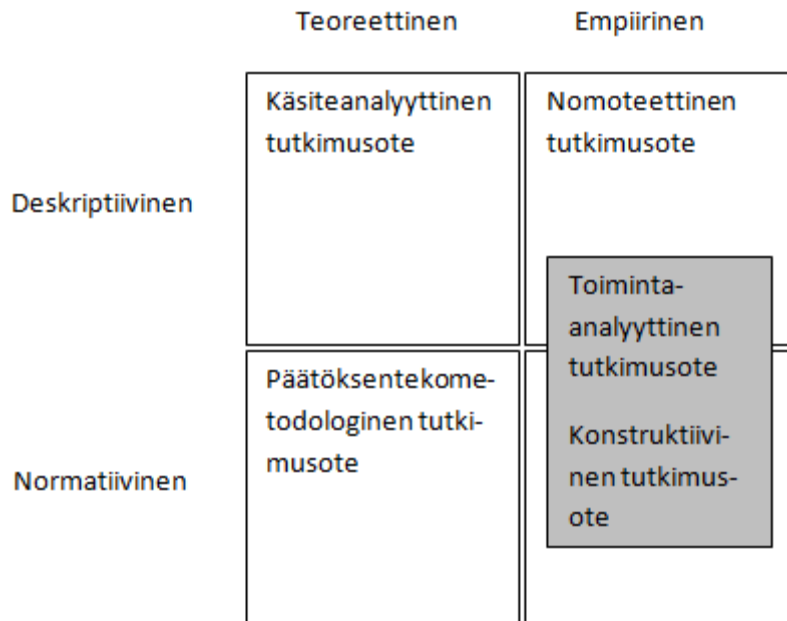 Teoreettinen Empiirinen
Käsiteanalyyttinen
tutkimusote
Nomoteettinen
tutkimusote
Deskriptiivinen
Toiminta-
analyyttinen
tutkimusote
Konstruktiivi-
nen tutkimus-
ote
Päätöksentekome-
todologinen tutki-
musote
Normatiivinen